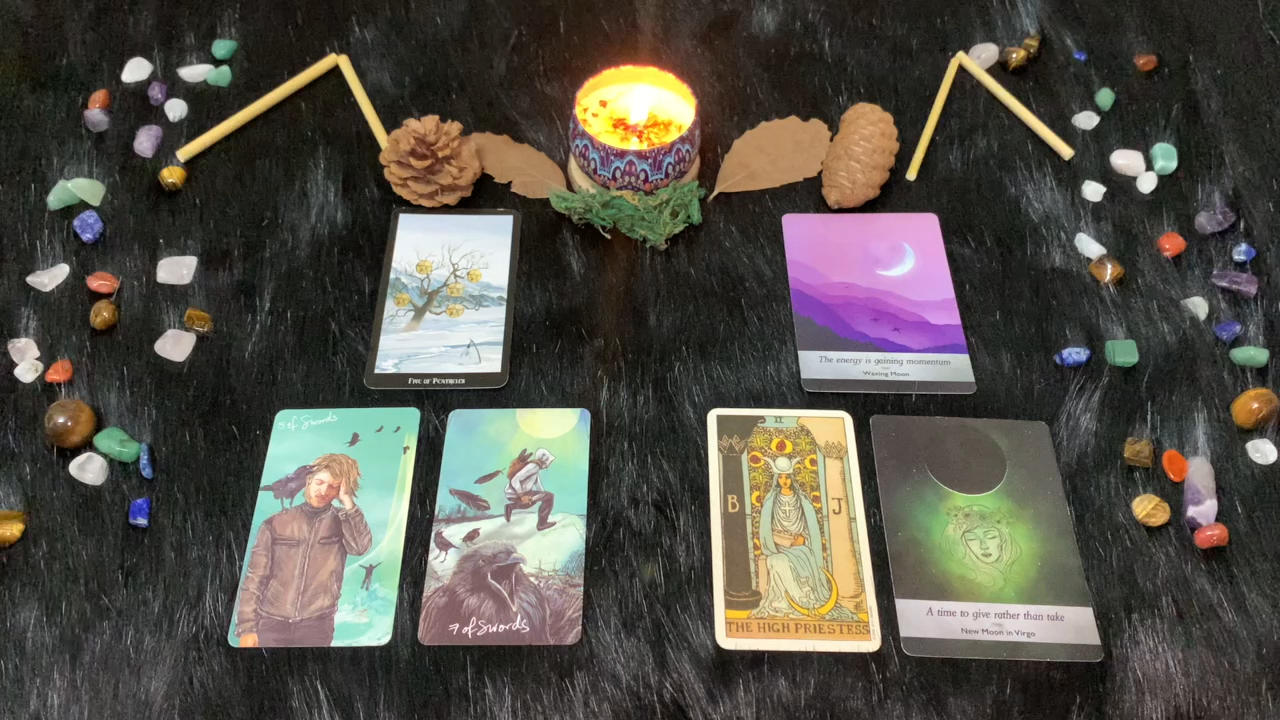 FIVE OF PENTACLES
The energy is gaining momentum
Waxing Moon
5 of Swords
7 of Swords
II
B
J
THE HIGH PRIESTESS
A time to give rather than take
New Moon in Virgo